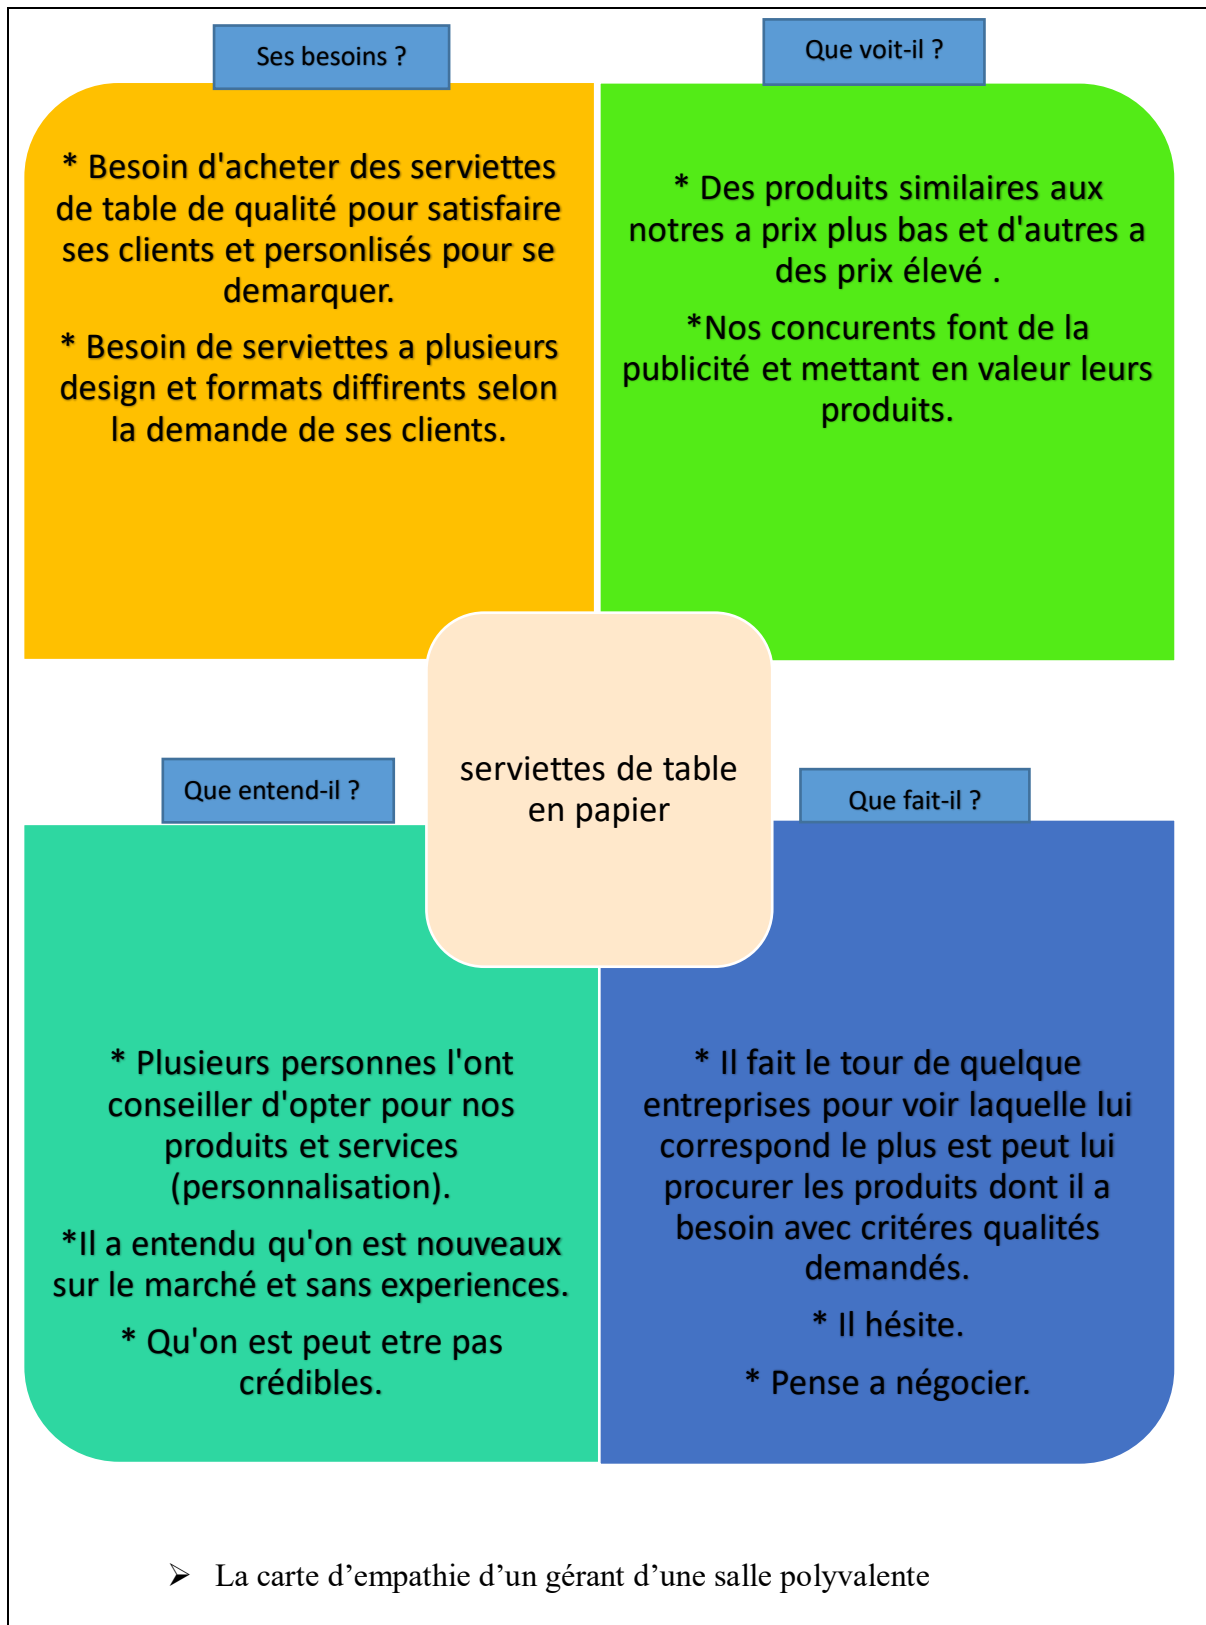 Ses besoins ?
* Besoin d'acheter des serviettes
de table de qualité pour satisfaire
ses clients et personlisés pour se
demarquer.
* Besoin de serviettes a plusieurs
design et formats diffirents selon
la demande de ses clients.
Que voit-il ?
* Des produits similaires aux
notres a prix plus bas et d'autres a
des prix élevé .
*Nos concurents font de la
publicité et mettant en valeur leurs
produits.
serviettes de table
en papier
Que entend-il ?
* Plusieurs personnes l'ont
conseiller d'opter pour nos
produits et services
(personnalisation).
*Il a entendu qu'on est nouveaux
sur le marché et sans experiences.
* Qu'on est peut etre pas
crédibles.
Que fait-il ?
* Il fait le tour de quelque
entreprises pour voir laquelle lui
correspond le plus est peut lui
procurer les produits dont il a
besoin avec critéres qualités
demandés.
* Il hésite.
* Pense a négocier.
➢ La carte d’empathie d’un gérant d’une salle polyvalente